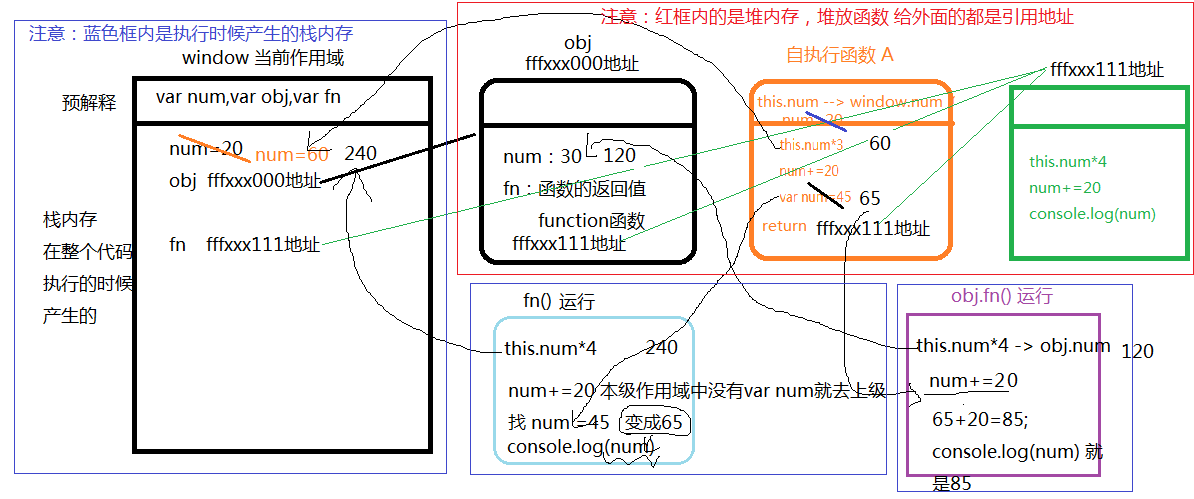 注意：红框内的是堆内存，堆放函数 给外面的都是引用地址
注意：蓝色框内是执行时候产生的栈内存
window 当前作用域
预解释
var num,var obj,var fn
num=20
num=60
240
obj fffxxx000地址
fn fffxxx111地址
栈内存
在整个代码
执行的时候
产生的
obj
fffxxx000地址
num：30
120
fn：函数的返回值
function函数
fffxxx111地址
自执行函数 A
this.num --> window.num
num=20
this.num*3
60
num+=20
var num=45
65
return
fffxxx111地址
fffxxx111地址
this.num*4
num+=20
console.log(num)
fn() 运行
this.num*4
240
num+=20 本级作用域中没有var num就去上级
找 num =45 变成65
console.log(num)
obj.fn() 运行
this.num*4 -> obj.num
120
num+=20
65+20=85;
console.log(num) 就
是85